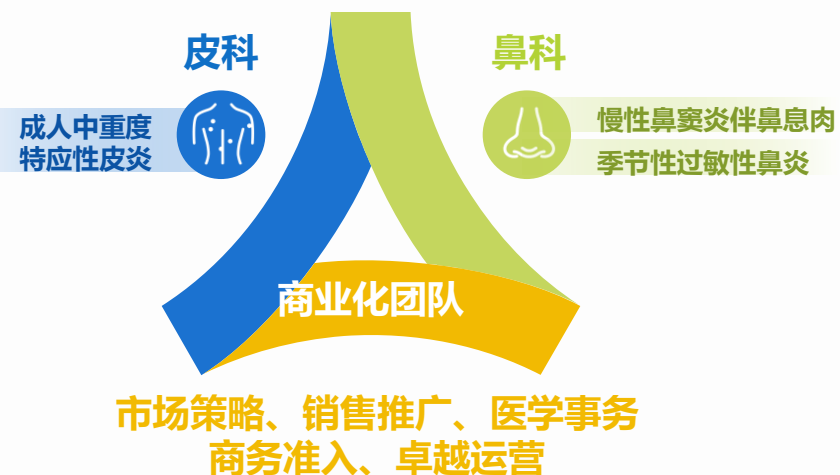 皮科
鼻科
成人中重度
特应性皮炎
慢性鼻窦炎伴鼻息肉
季节性过敏性鼻炎
商业化团队
市场策略、销售推广、医学事务
商务准入、卓越运营